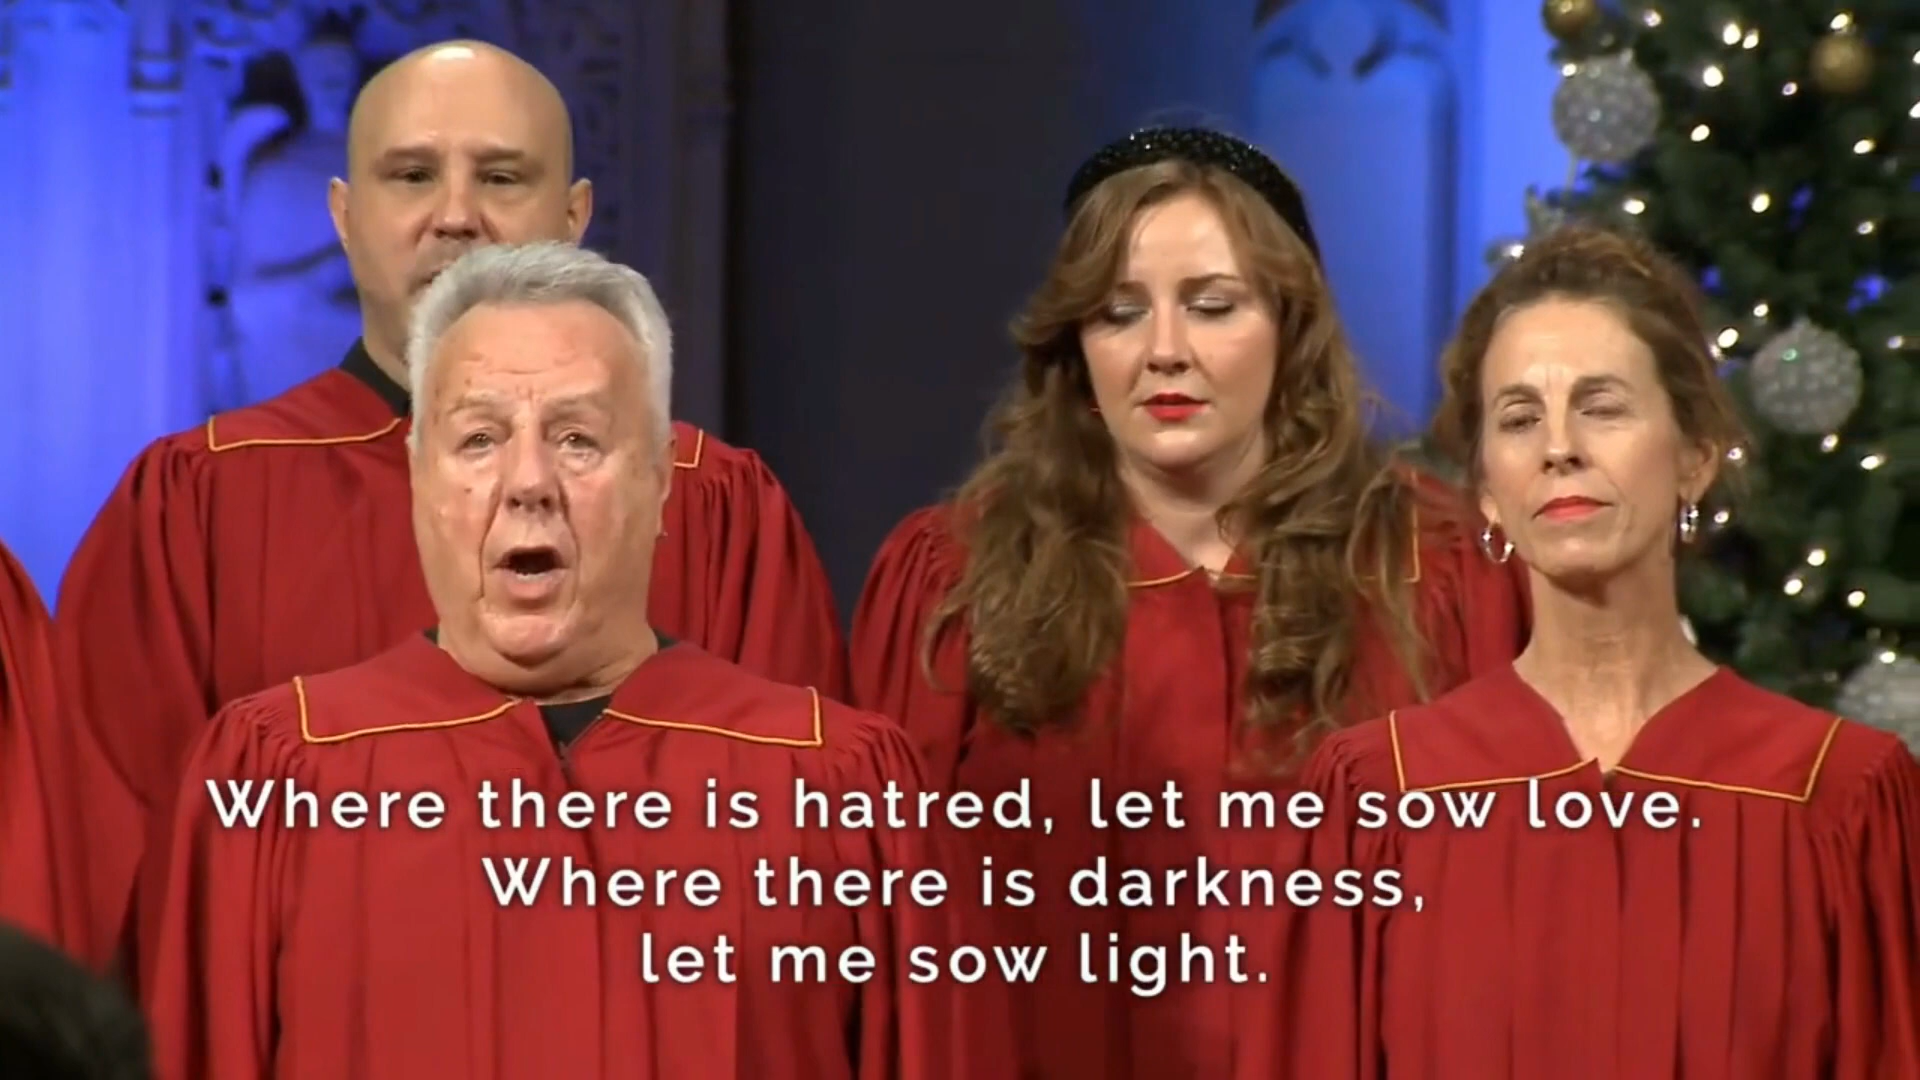 Where there is hatred, let me sow love.
Where there is darkness,
let me sow light.